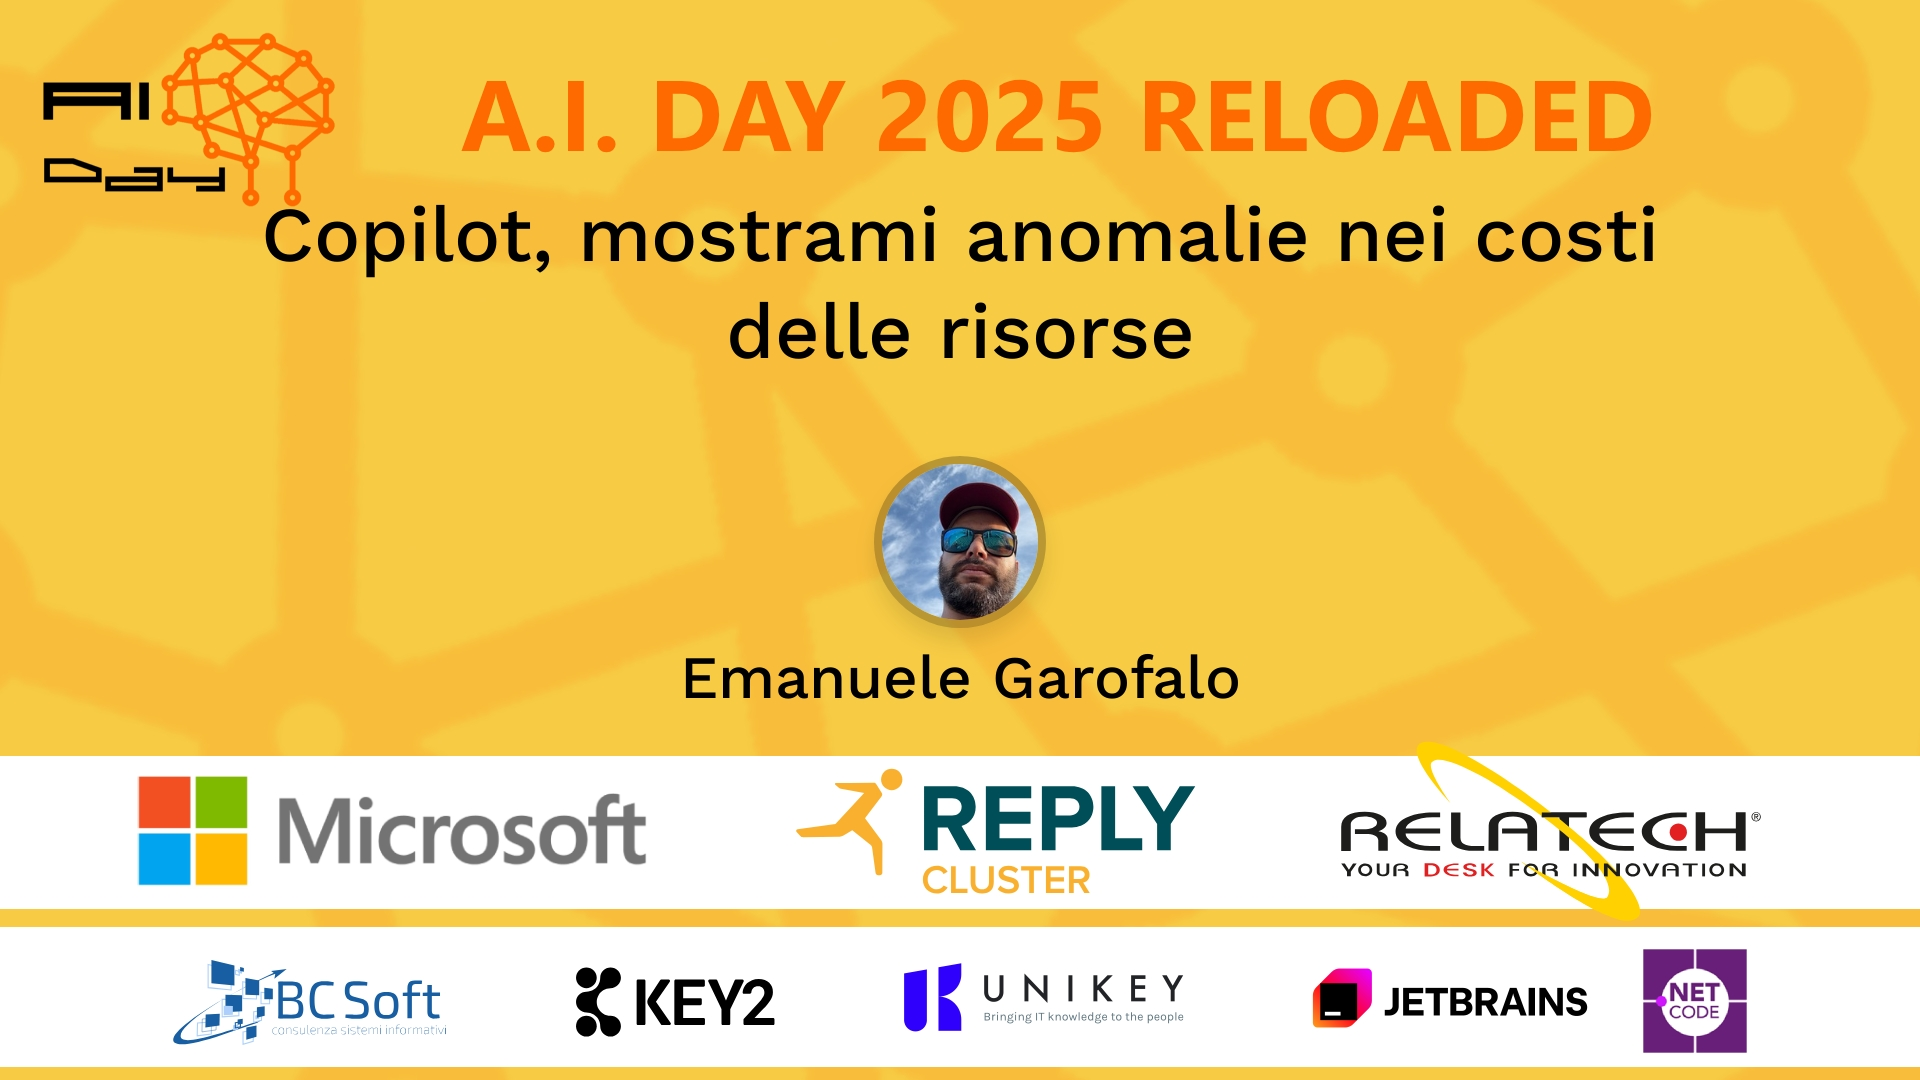 AI
Day
A.I. DAY 2025 RELOADED
Copilot, mostrami anomalie nei costi
delle risorse
Emanuele Garofalo
Microsoft
REPLY
CLUSTER
RELATECH®
YOUR DESK FOR INNOVATION
BC Soft
consulenza sistemi informativi
KEY2
UNIKEY
Bringing IT knowledge to the people
JETBRAINS
NET
CODE